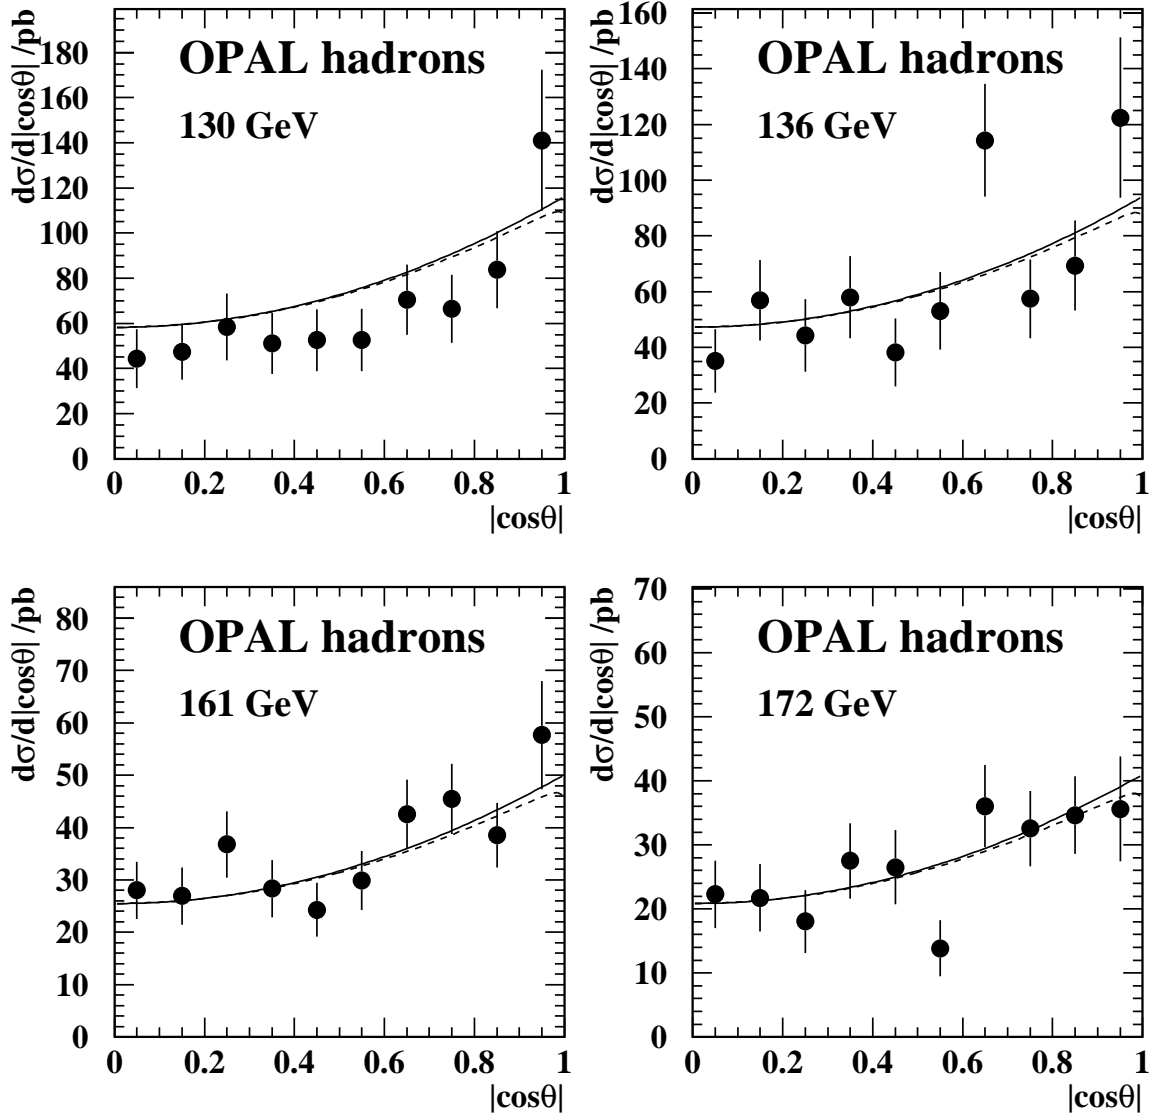 OPAL hadrons
130 GeV
dσ/d|cosθ| /pb
180
160
140
120
100
80
60
40
20
0
0 0.2 0.4 0.6 0.8 1
|cosθ|
OPAL hadrons
136 GeV
dσ/d|cosθ| /pb
160
140
120
100
80
60
40
20
0
0 0.2 0.4 0.6 0.8 1
|cosθ|
OPAL hadrons
161 GeV
dσ/d|cosθ| /pb
80
70
60
50
40
30
20
10
0
0 0.2 0.4 0.6 0.8 1
|cosθ|
OPAL hadrons
172 GeV
dσ/d|cosθ| /pb
70
60
50
40
30
20
10
0
0 0.2 0.4 0.6 0.8 1
|cosθ|